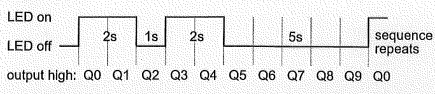 LED on
2s 1s 2s 5s
LED off
sequence repeats
output high: Q0 Q1 Q2 Q3 Q4 Q5 Q6 Q7 Q8 Q9 Q0